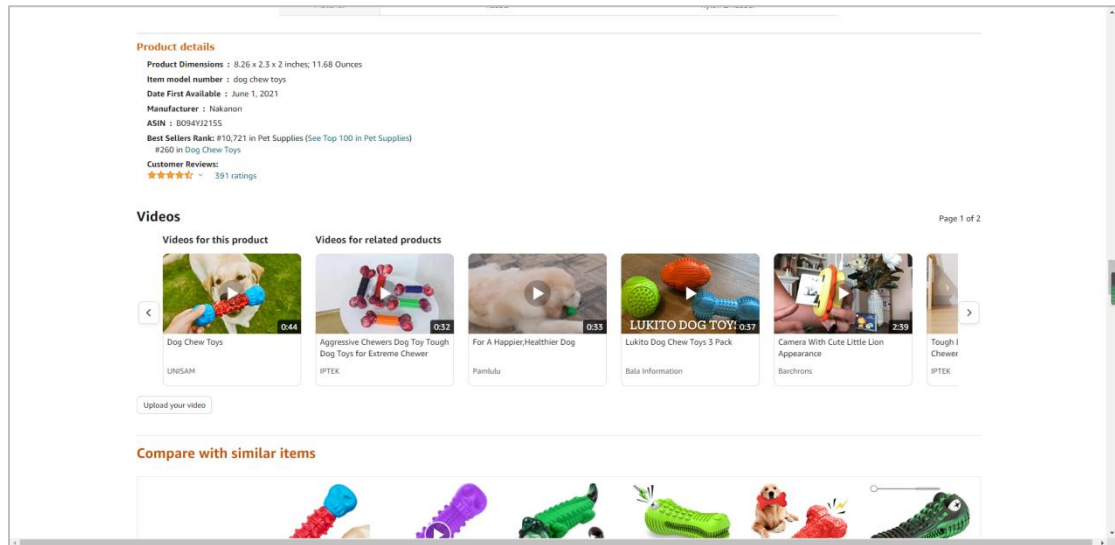 Product details
Product Dimensions : 8.26 x 2.3 x 2 inches; 11.68 Ounces
Item model number : dog chew toys
Date First Available : June 1, 2021
Manufacturer : Nakanon
ASIN : B094YJ215S
Best Sellers Rank: #10,721 in Pet Supplies (See Top 100 in Pet Supplies)
#260 in Dog Chew Toys
Customer Reviews:
391 ratings
Videos
Page 1 of 2
Videos for this product
Videos for related products
0:44
0:32
0:33
LUKITO DOG TOY! 0:37
2:39
Dog Chew Toys
UNISAM
Aggressive Chewers Dog Toy Tough
Dog Toys for Extreme Chewer
IPTEK
For A Happier,Healthier Dog
Pamlulu
Lukito Dog Chew Toys 3 Pack
Bala Information
Camera With Cute Little Lion
Appearance
Barchrons
Tough
Chewer
IPTEK
Upload your video
Compare with similar items